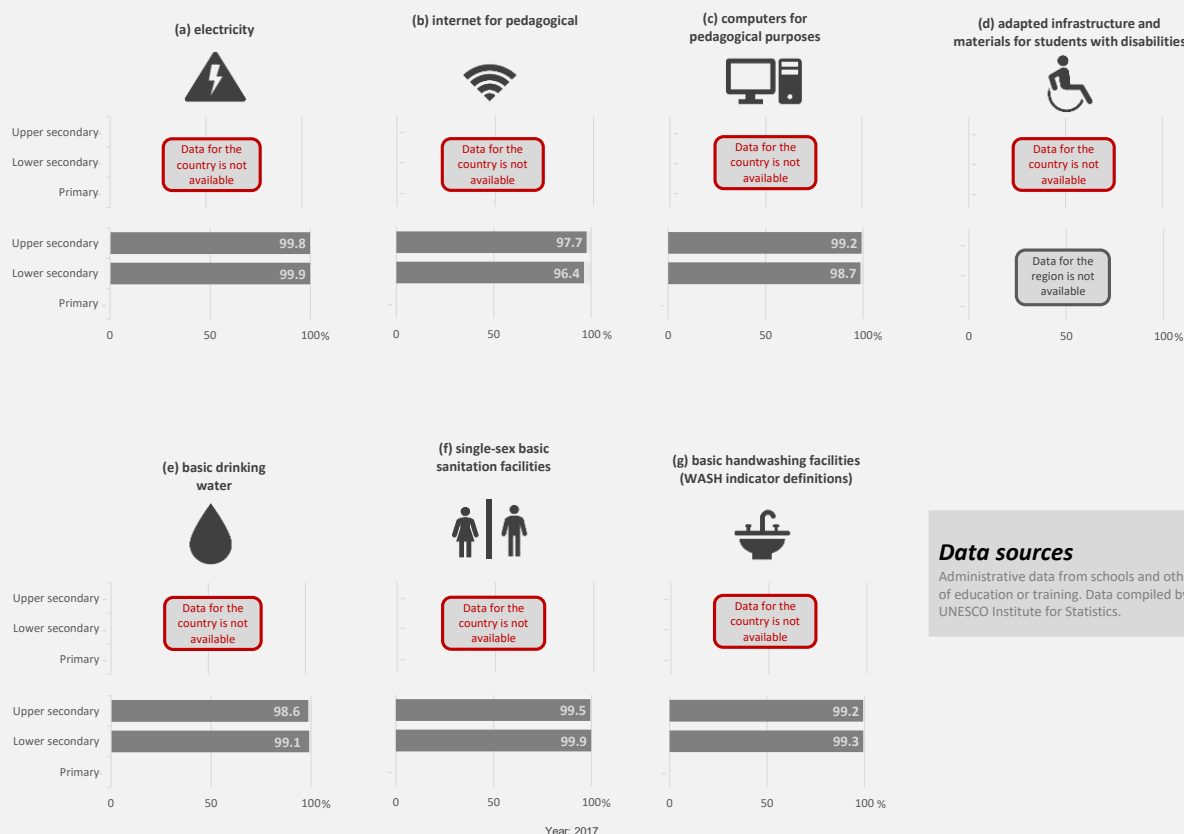 (a) electricity
(b) internet for pedagogical
(c) computers for
pedagogical purposes
(d) adapted infrastructure and
materials for students with disabilities
Upper secondary
Lower secondary
Primary
Data for the
country is not
available
Data for the
country is not
available
Data for the
country is not
available
Data for the
country is not
available
Upper secondary
Lower secondary
Primary
99.8
99.9
97.7
96.4
99.2
98.7
Data for the
region is not
available
0 50 100%
0 50 100%
0 50 100%
0 50 100%
(e) basic drinking
water
(f) single-sex basic
sanitation facilities
(g) basic handwashing facilities
(WASH indicator definitions)
Upper secondary
Lower secondary
Primary
Data for the
country is not
available
Data for the
country is not
available
Data for the
country is not
available
Data sources
Administrative data from schools and oth
of education or training. Data compiled b
UNESCO Institute for Statistics.
Upper secondary
Lower secondary
Primary
98.6
99.1
99.5
99.9
99.2
99.3
0 50 100 %
0 50 100%
0 50 100 %
Year: 2017